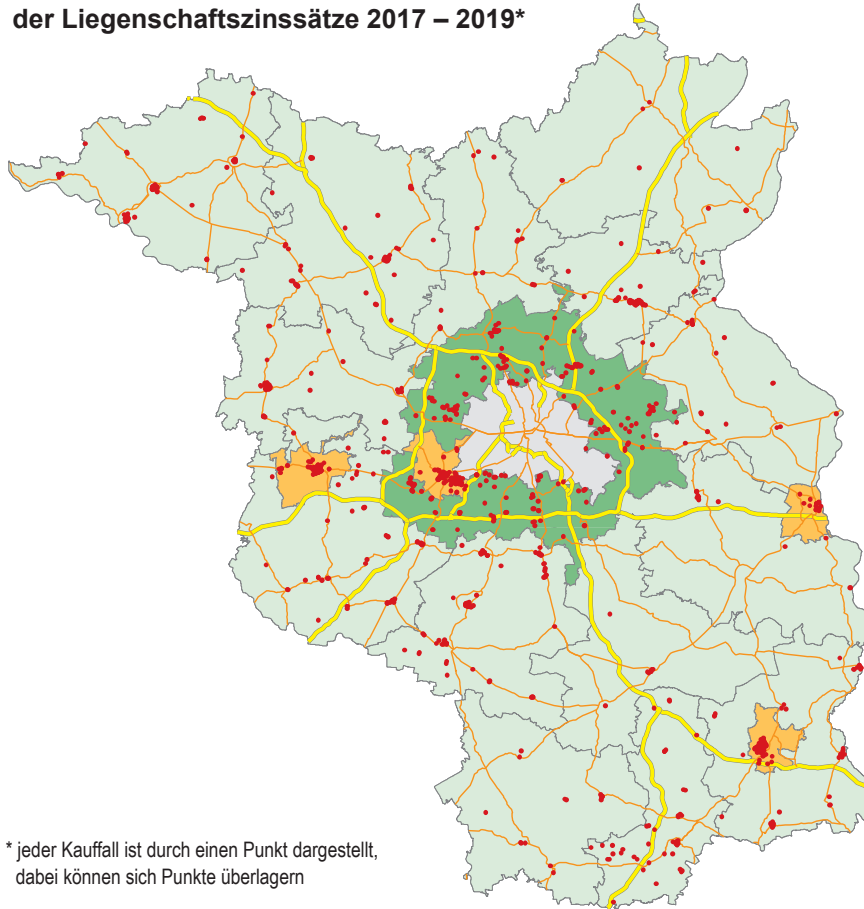 der Liegenschaftszinssätze 2017 – 2019*
* jeder Kauffall ist durch einen Punkt dargestellt,
dabei können sich Punkte überlagern